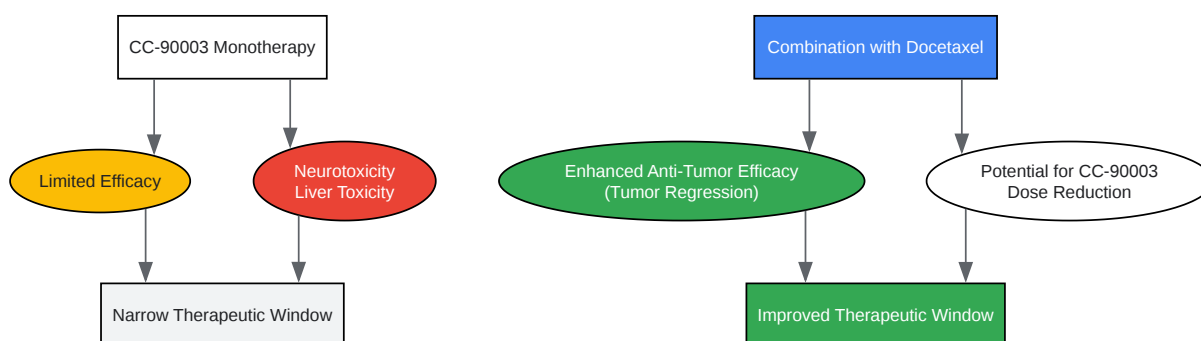 CC-90003 Monotherapy
Combination with Docetaxel
Limited Efficacy
Neurotoxicity
Liver Toxicity
Enhanced Anti-Tumor Efficacy
(Tumor Regression)
Potential for CC-90003
Dose Reduction
Narrow Therapeutic Window
Improved Therapeutic Window